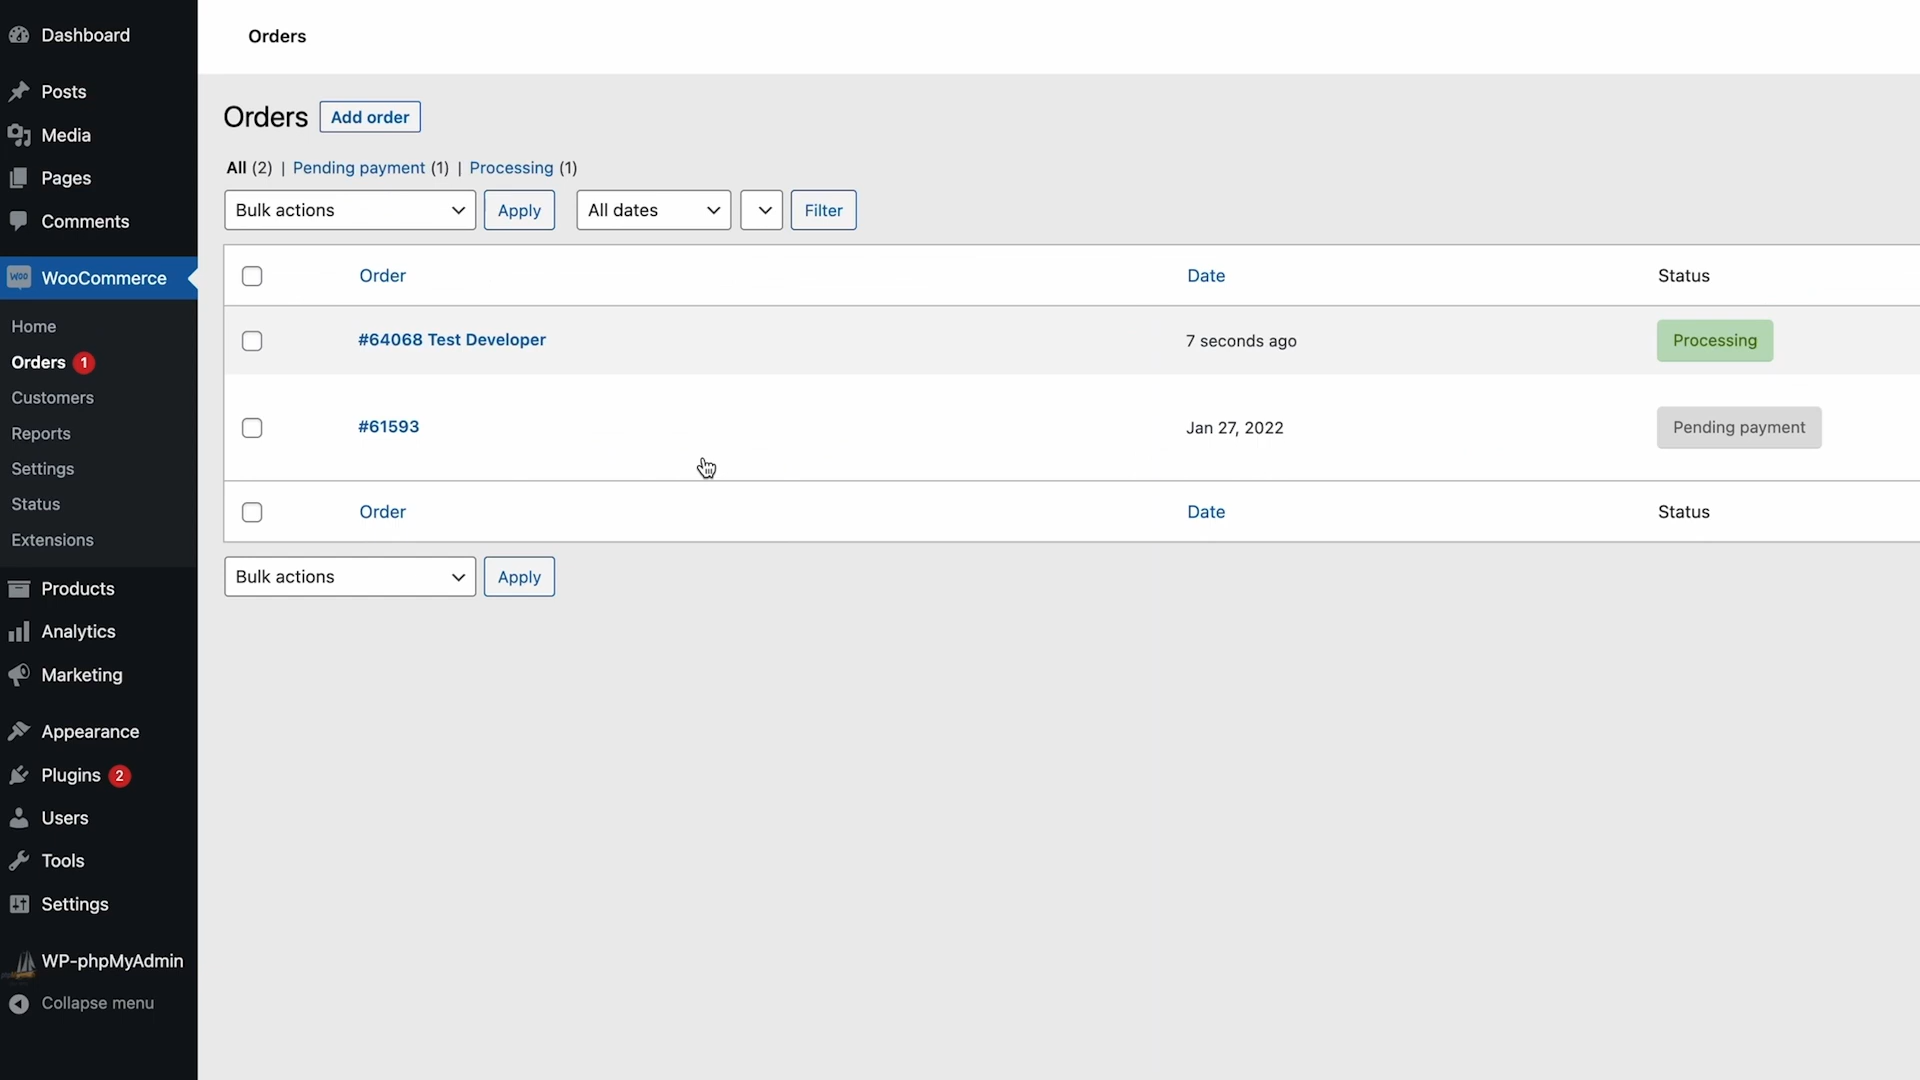 Dashboard
Posts
Media
Pages
Comments
Woo WooCommerce
Home
Orders 1
Customers
Reports
Settings
Status
Extensions
Products
Analytics
Marketing
Appearance
Plugins 2
Users
Tools
Settings
WP-phpMyAdmin
Collapse menu
Orders
Orders Add order
All (2) | Pending payment (1) | Processing (1)
Bulk actions Apply All dates Filter
Order Date Status
#64068 Test Developer 7 seconds ago Processing
#61593 Jan 27, 2022 Pending payment
Order Date Status
Bulk actions Apply